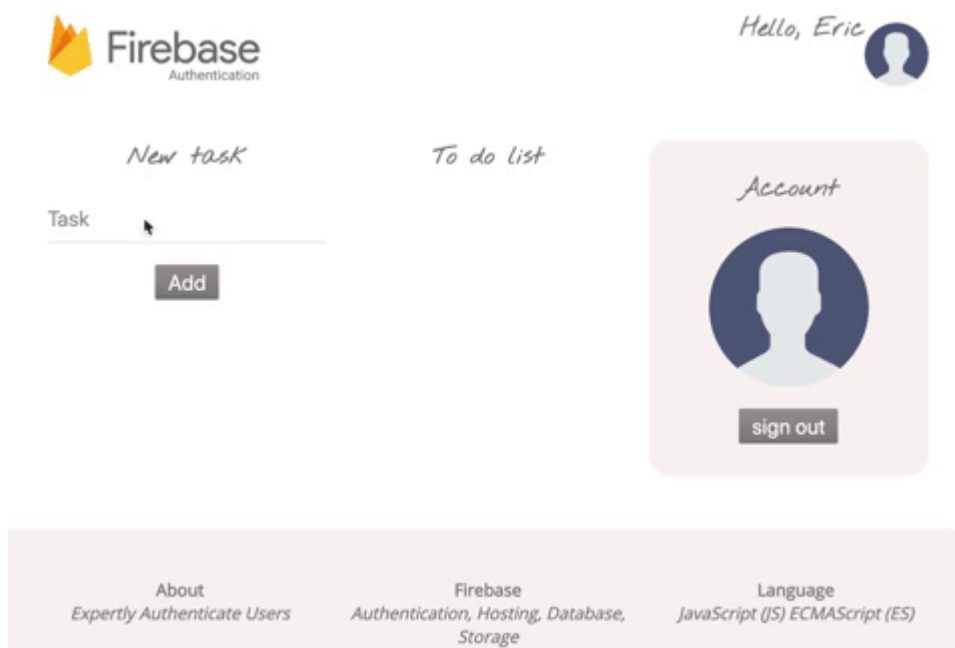 Firebase
Authentication
Hello, Eric
New task
To do list
Account
Task
Add
sign out
About
Expertly Authenticate Users
Firebase
Authentication, Hosting, Database,
Storage
Language
JavaScript (JS) ECMAScript (ES)